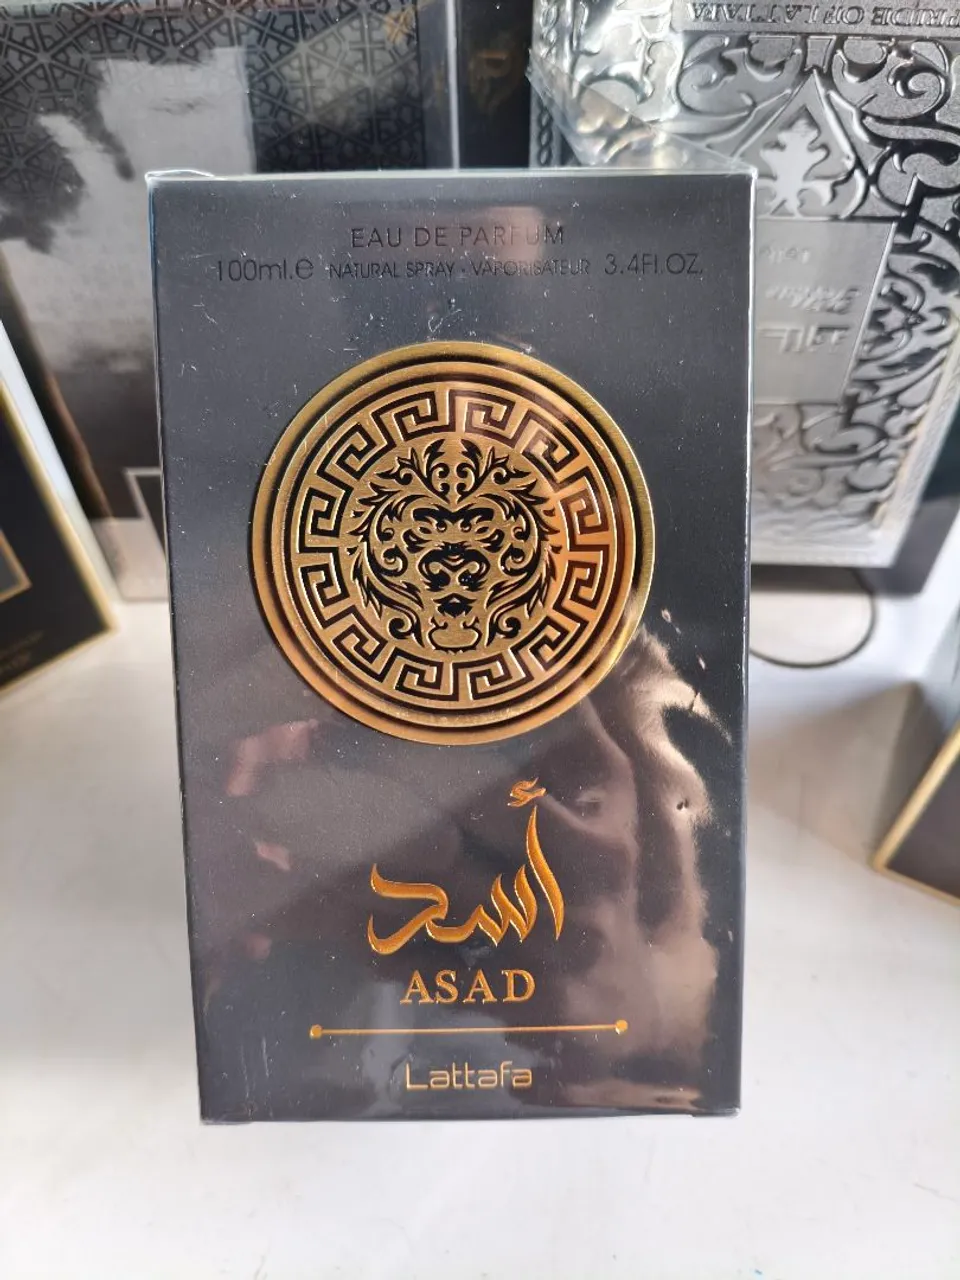 PRIDE OF LATTAFA
EAU DE PARFUM
100ml.e NATURAL SPRAY - VAPORISATEUR 3.4Fl.OZ.
أسد
ASAD
Lattafa